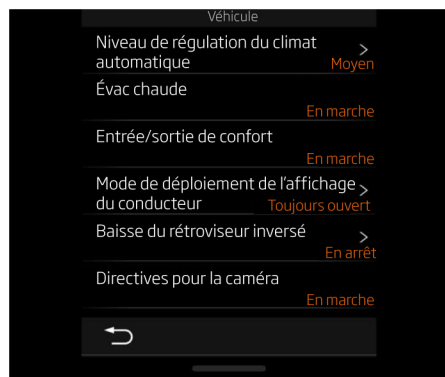 Véhicule
Niveau de régulation du climat
automatique
Moyen
Évac chaude
En marche
Entrée/sortie de confort
En marche
Mode de déploiement de l'affichage
du conducteur
Toujours ouvert
Baisse du rétroviseur inversé
En arrêt
Directives pour la caméra
En marche